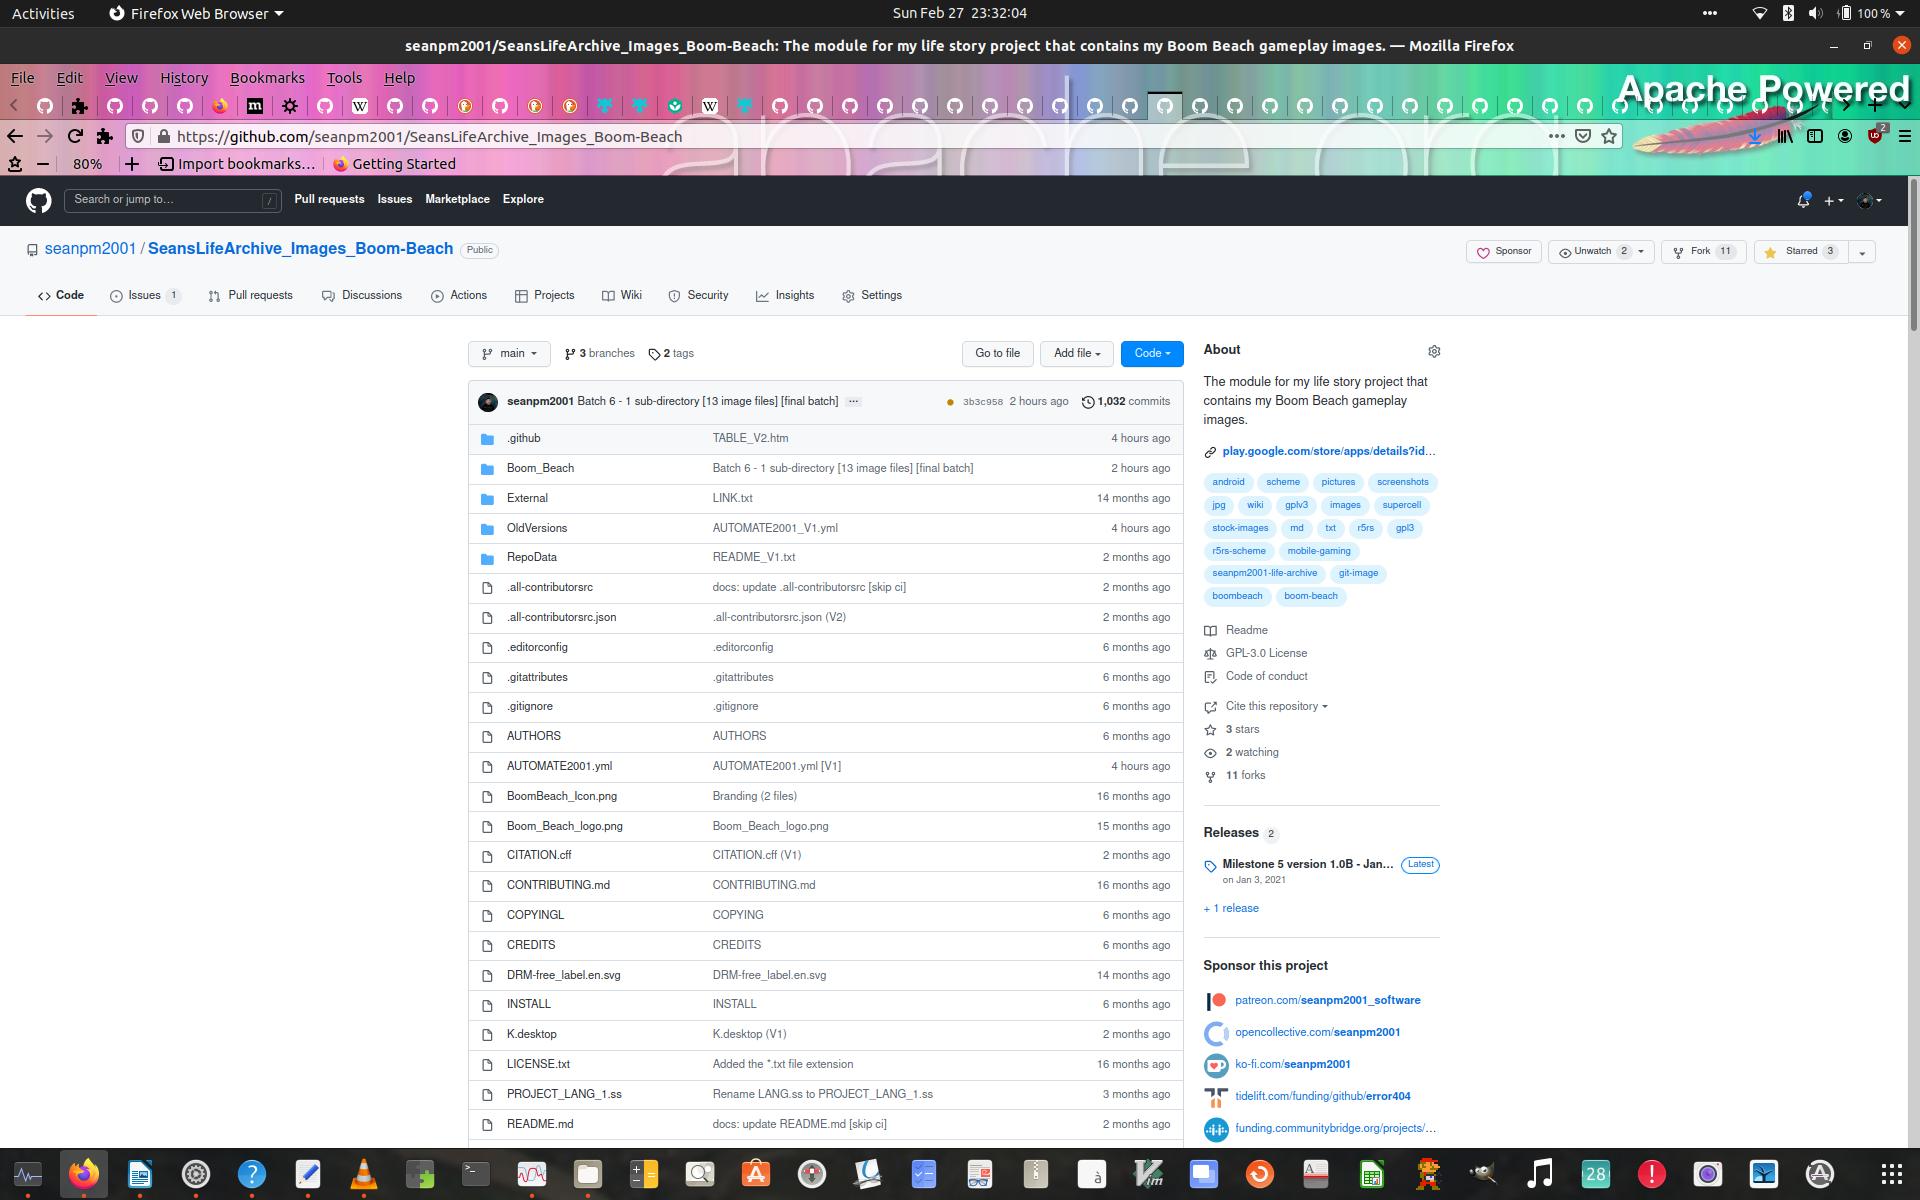 Activities Firefox Web Browser Sun Feb 27 23:32:04 100 %
seanpm2001/SeansLifeArchive_Images_Boom-Beach: The module for my life story project that contains my Boom Beach gameplay images. — Mozilla Firefox
File Edit View History Bookmarks Tools Help
Apache Powered
https://github.com/seanpm2001/SeansLifeArchive_Images_Boom-Beach 2
80% Import bookmarks… Getting Started
Search or jump to… / Pull requests Issues Marketplace Explore
seanpm2001 / SeansLifeArchive_Images_Boom-Beach Public Sponsor Unwatch 2 Fork 11 Starred 3
Code Issues 1 Pull requests Discussions Actions Projects Wiki Security Insights Settings
main 3 branches 2 tags Go to file Add file Code
seanpm2001 Batch 6 - 1 sub-directory [13 image files] [final batch] ... 3b3c958 2 hours ago 1,032 commits
.github TABLE_V2.htm 4 hours ago
Boom_Beach Batch 6 - 1 sub-directory [13 image files] [final batch] 2 hours ago
External LINK.txt 14 months ago
OldVersions AUTOMATE2001_V1.yml 4 hours ago
RepoData README_V1.txt 2 months ago
.all-contributorsrc docs: update .all-contributorsrc [skip ci] 2 months ago
.all-contributorsrc.json .all-contributorsrc.json (V2) 2 months ago
.editorconfig .editorconfig 6 months ago
.gitattributes .gitattributes 6 months ago
.gitignore .gitignore 6 months ago
AUTHORS AUTHORS 6 months ago
AUTOMATE2001.yml AUTOMATE2001.yml [V1] 4 hours ago
BoomBeach_Icon.png Branding (2 files) 16 months ago
Boom_Beach_logo.png Boom_Beach_logo.png 15 months ago
CITATION.cff CITATION.cff (V1) 2 months ago
CONTRIBUTING.md CONTRIBUTING.md 16 months ago
COPYINGL COPYING 6 months ago
CREDITS CREDITS 6 months ago
DRM-free_label.en.svg DRM-free_label.en.svg 14 months ago
INSTALL INSTALL 6 months ago
K.desktop K.desktop (V1) 2 months ago
LICENSE.txt Added the *.txt file extension 16 months ago
PROJECT_LANG_1.ss Rename LANG.ss to PROJECT_LANG_1.ss 3 months ago
README.md docs: update README.md [skip ci] 2 months ago
About
The module for my life story project that
contains my Boom Beach gameplay
images.
play.google.com/store/apps/details?id…
android scheme pictures screenshots
jpg wiki gplv3 images supercell
stock-images md txt r5rs gpl3
r5rs-scheme mobile-gaming
seanpm2001-life-archive git-image
boombeach boom-beach
Readme
GPL-3.0 License
Code of conduct
Cite this repository
3 stars
2 watching
11 forks
Releases 2
Milestone 5 version 1.0B - Jan… Latest
on Jan 3, 2021
+ 1 release
Sponsor this project
patreon.com/seanpm2001_software
opencollective.com/seanpm2001
ko-fi.com/seanpm2001
tidelift.com/funding/github/error404
funding.communitybridge.org/projects/…
28